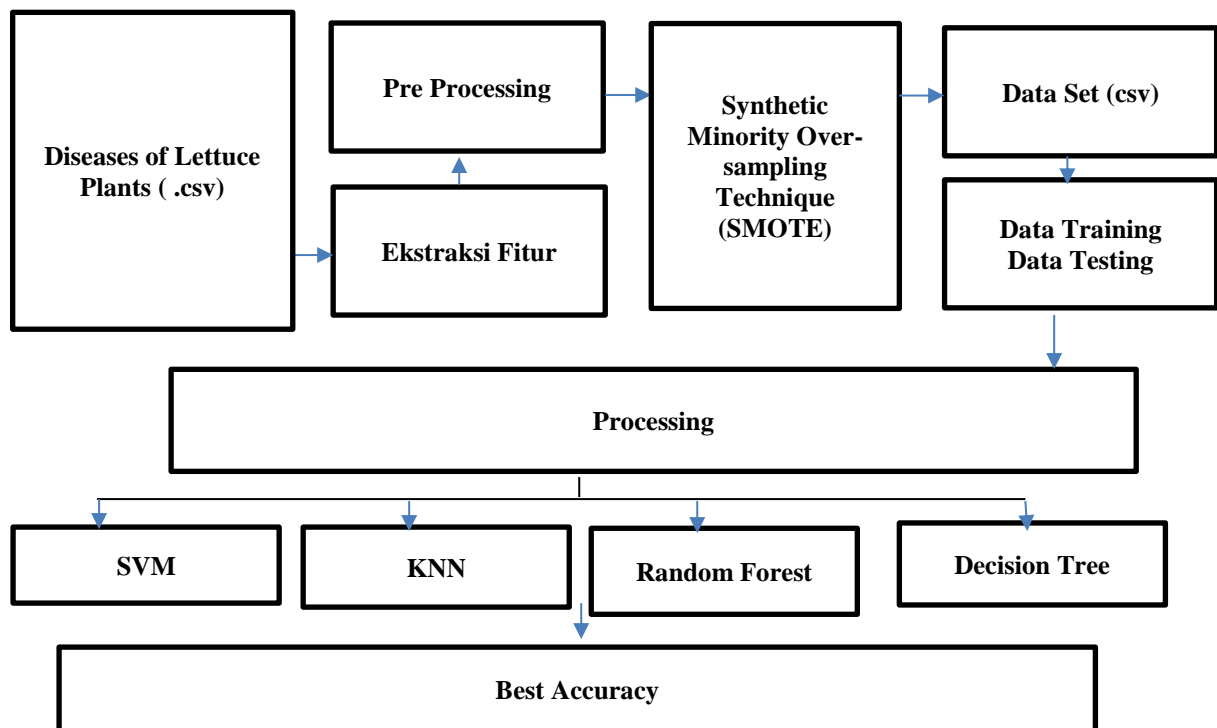 Diseases of Lettuce
Plants ( .csv)
Pre Processing
Ekstraksi Fitur
Synthetic
Minority Over-
sampling
Technique
(SMOTE)
Data Set (csv)
Data Training
Data Testing
Processing
SVM
KNN
Random Forest
Decision Tree
Best Accuracy